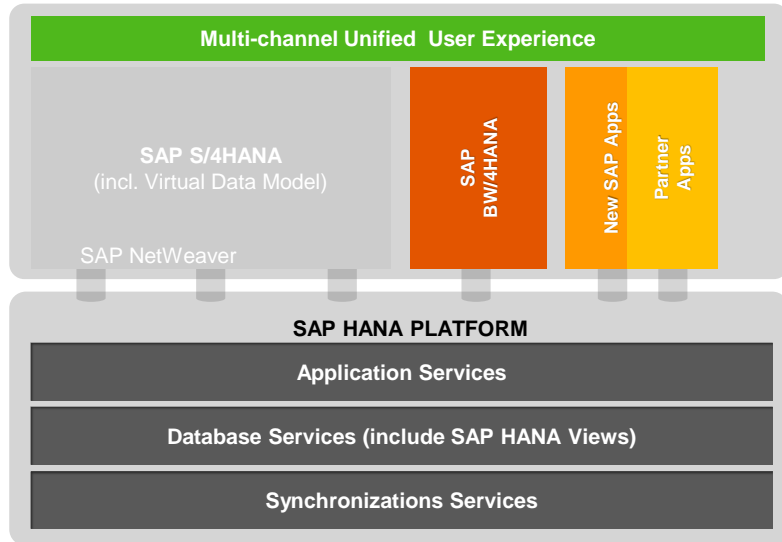 Multi-channel Unified User Experience
SAP S/4HANA
(incl. Virtual Data Model)
SAP NetWeaver
SAP
BW/4HANA
New SAP Apps
Partner
Apps
SAP HANA PLATFORM
Application Services
Database Services (include SAP HANA Views)
Synchronizations Services